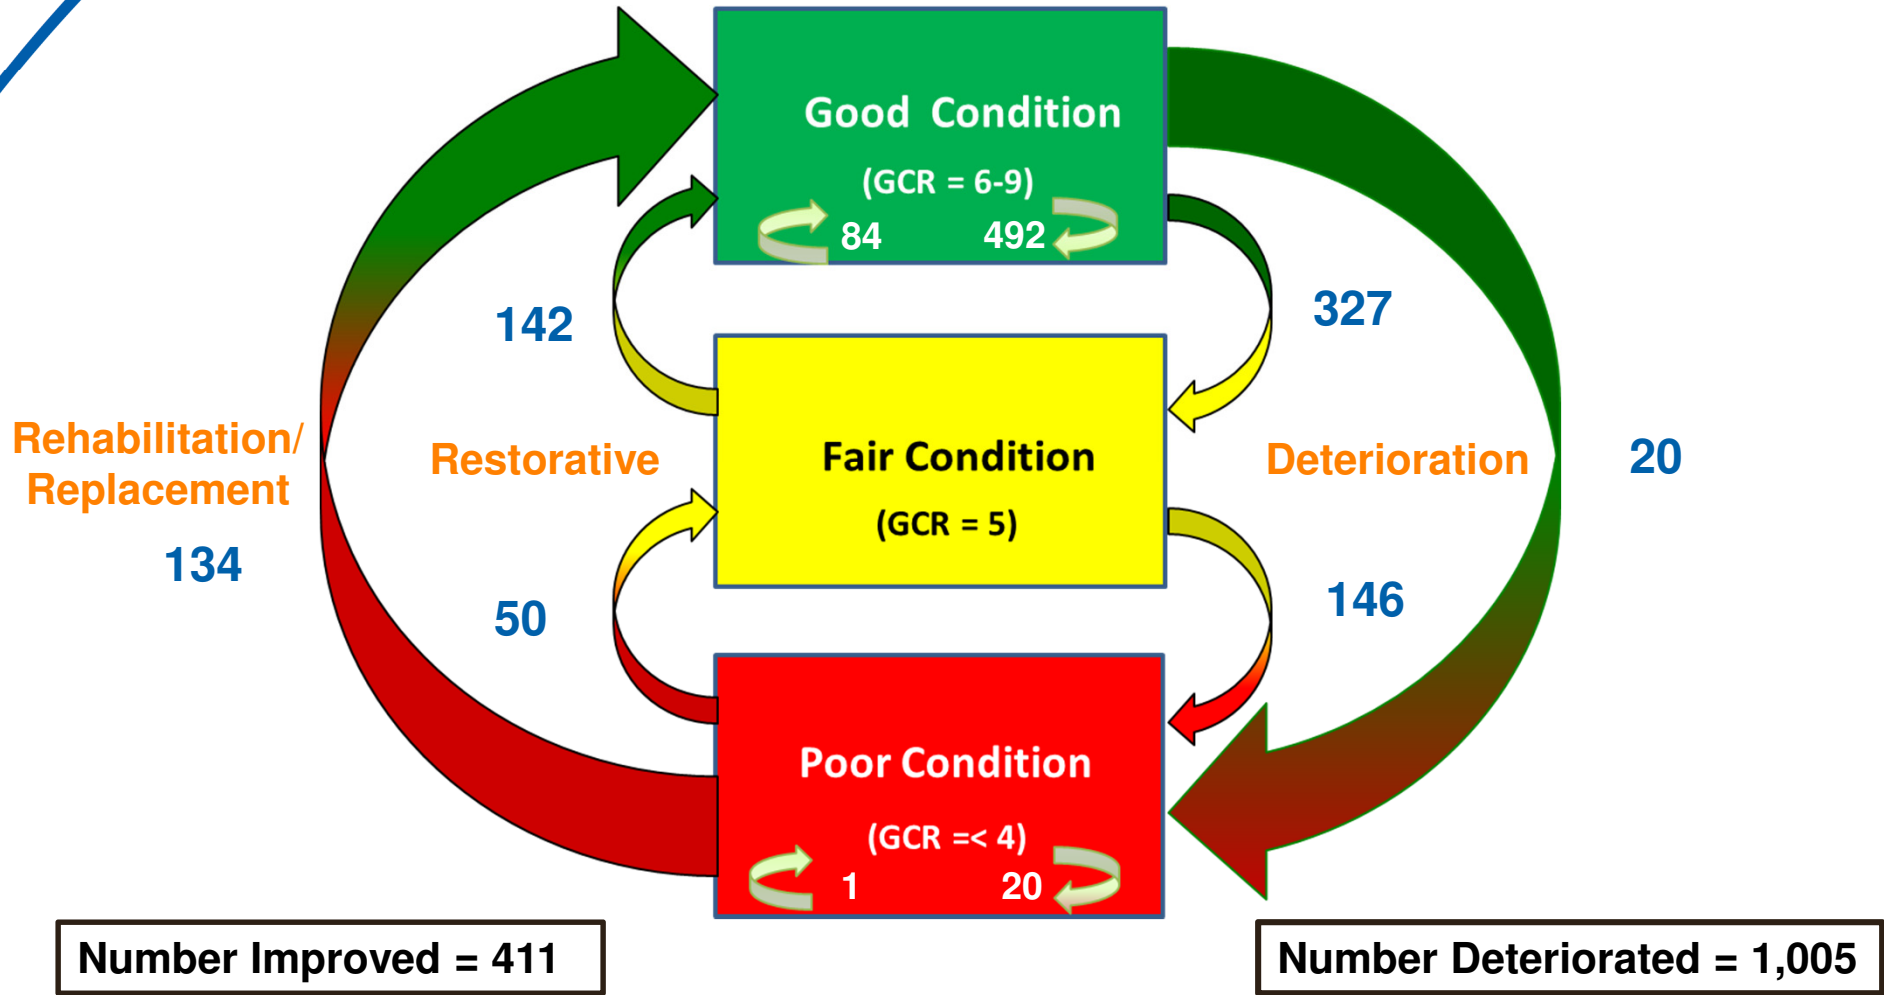 Good  Condition
(GCR = 6-9)
84
492
142
327
Rehabilitation/
Replacement
134
Restorative
Fair Condition
(GCR = 5)
Deterioration
20
50
146
Poor Condition
(GCR =< 4)
1
20
Number Improved = 411
Number Deteriorated = 1,005